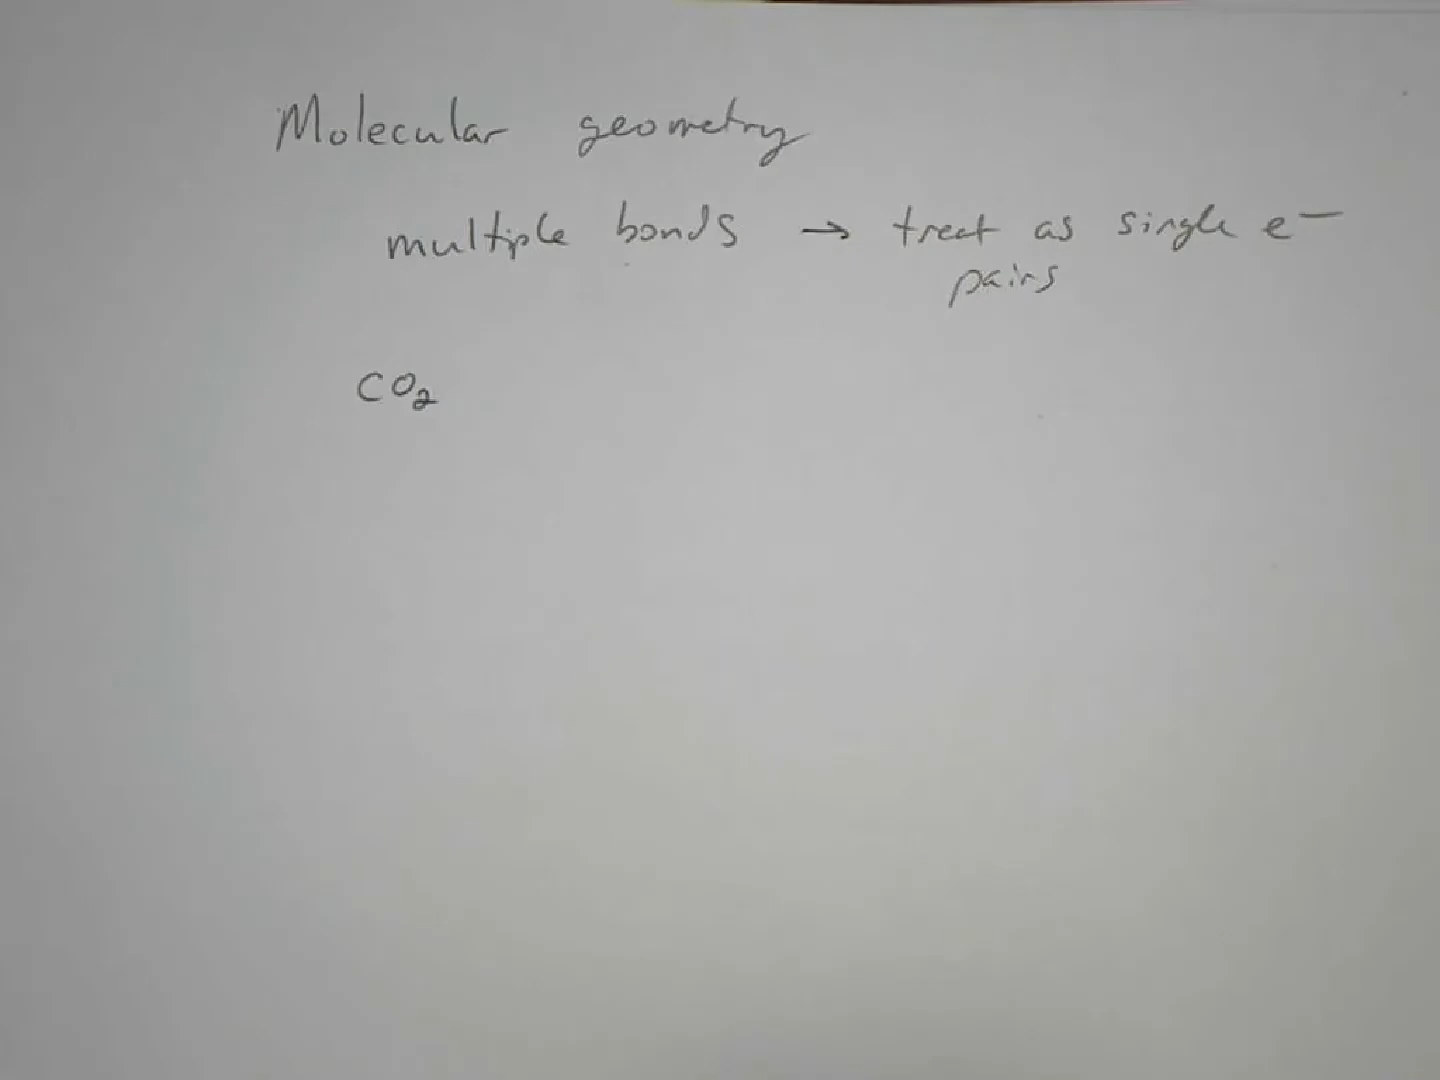 Molecular geometry
multiple bonds → treat as single e⁻
pairs
CO₂